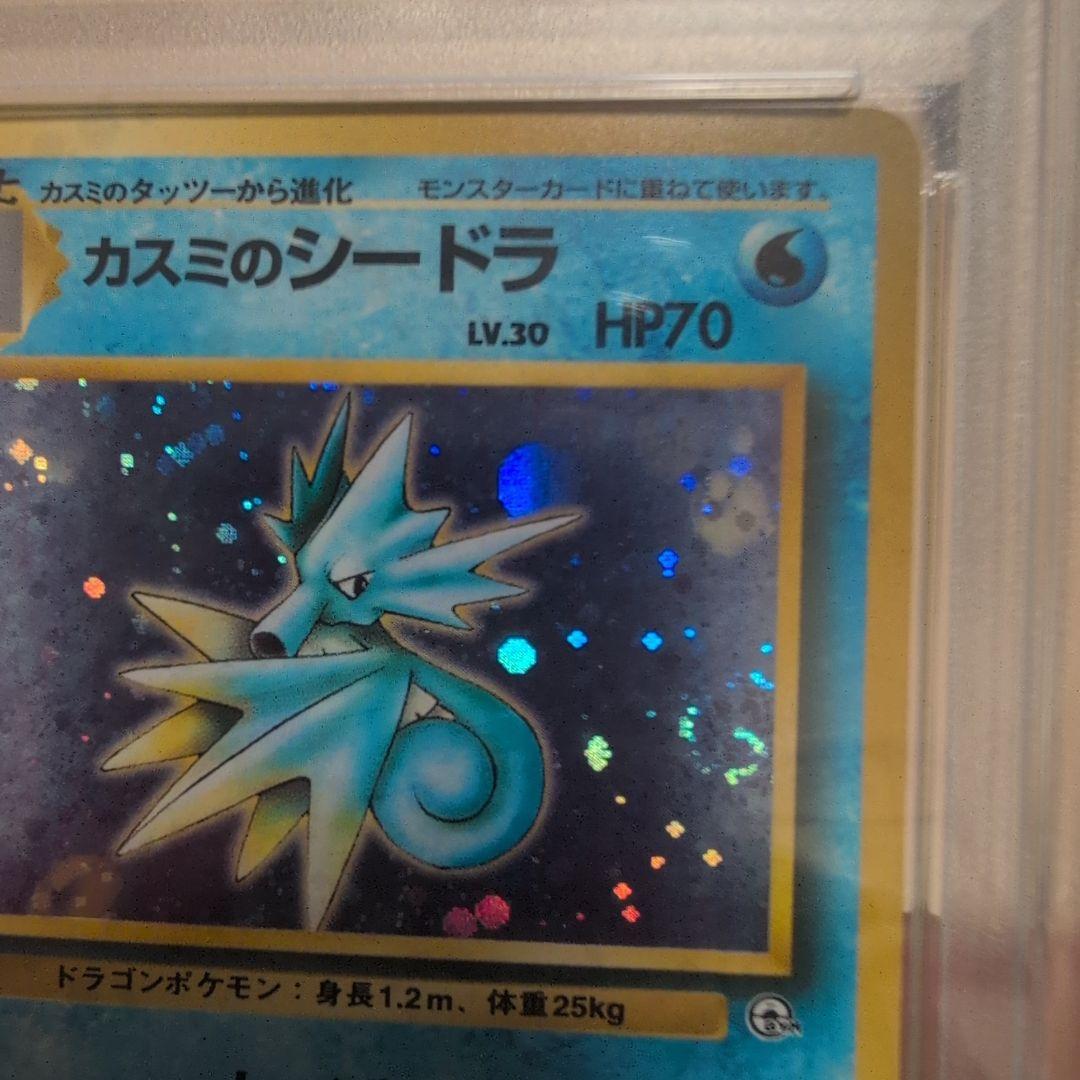 カスミのタッツーから進化 モンスターカードに重ねて使います。
カスミのシードラ
LV.30 HP70
ドラゴンポケモン：身長1.2m、体重25kg